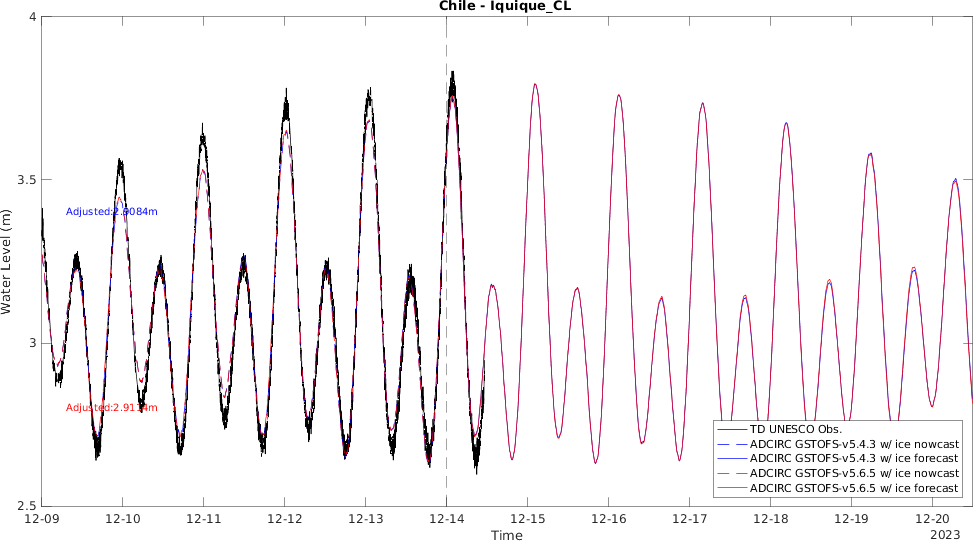 Chile - Iquique_CL
4
3.5
3
2.5
Water Level (m)
Adjusted:2.9084m
Adjusted:2.9114m
TD UNESCO Obs.
ADCIRC GSTOFS-v5.4.3 w/ ice nowcast
ADCIRC GSTOFS-v5.4.3 w/ ice forecast
ADCIRC GSTOFS-v5.6.5 w/ ice nowcast
ADCIRC GSTOFS-v5.6.5 w/ ice forecast
12-09 12-10 12-11 12-12 12-13 12-14 12-15 12-16 12-17 12-18 12-19 12-20
2023
Time